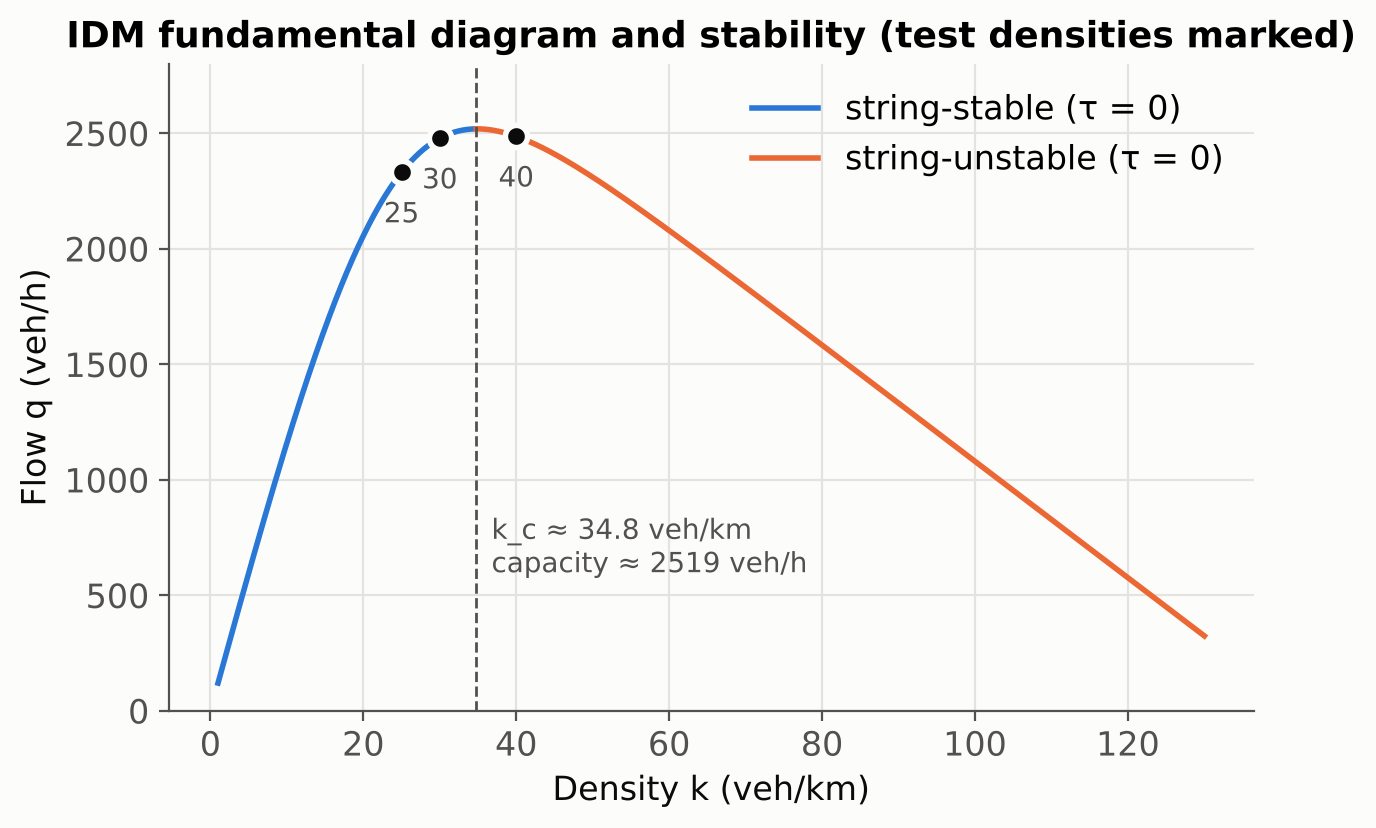 IDM fundamental diagram and stability (test densities marked)
string-stable (τ = 0)
string-unstable (τ = 0)
Flow q (veh/h)
2500
2000
1500
1000
500
0
25
30
40
k_c ≈ 34.8 veh/km
capacity ≈ 2519 veh/h
0 20 40 60 80 100 120
Density k (veh/km)